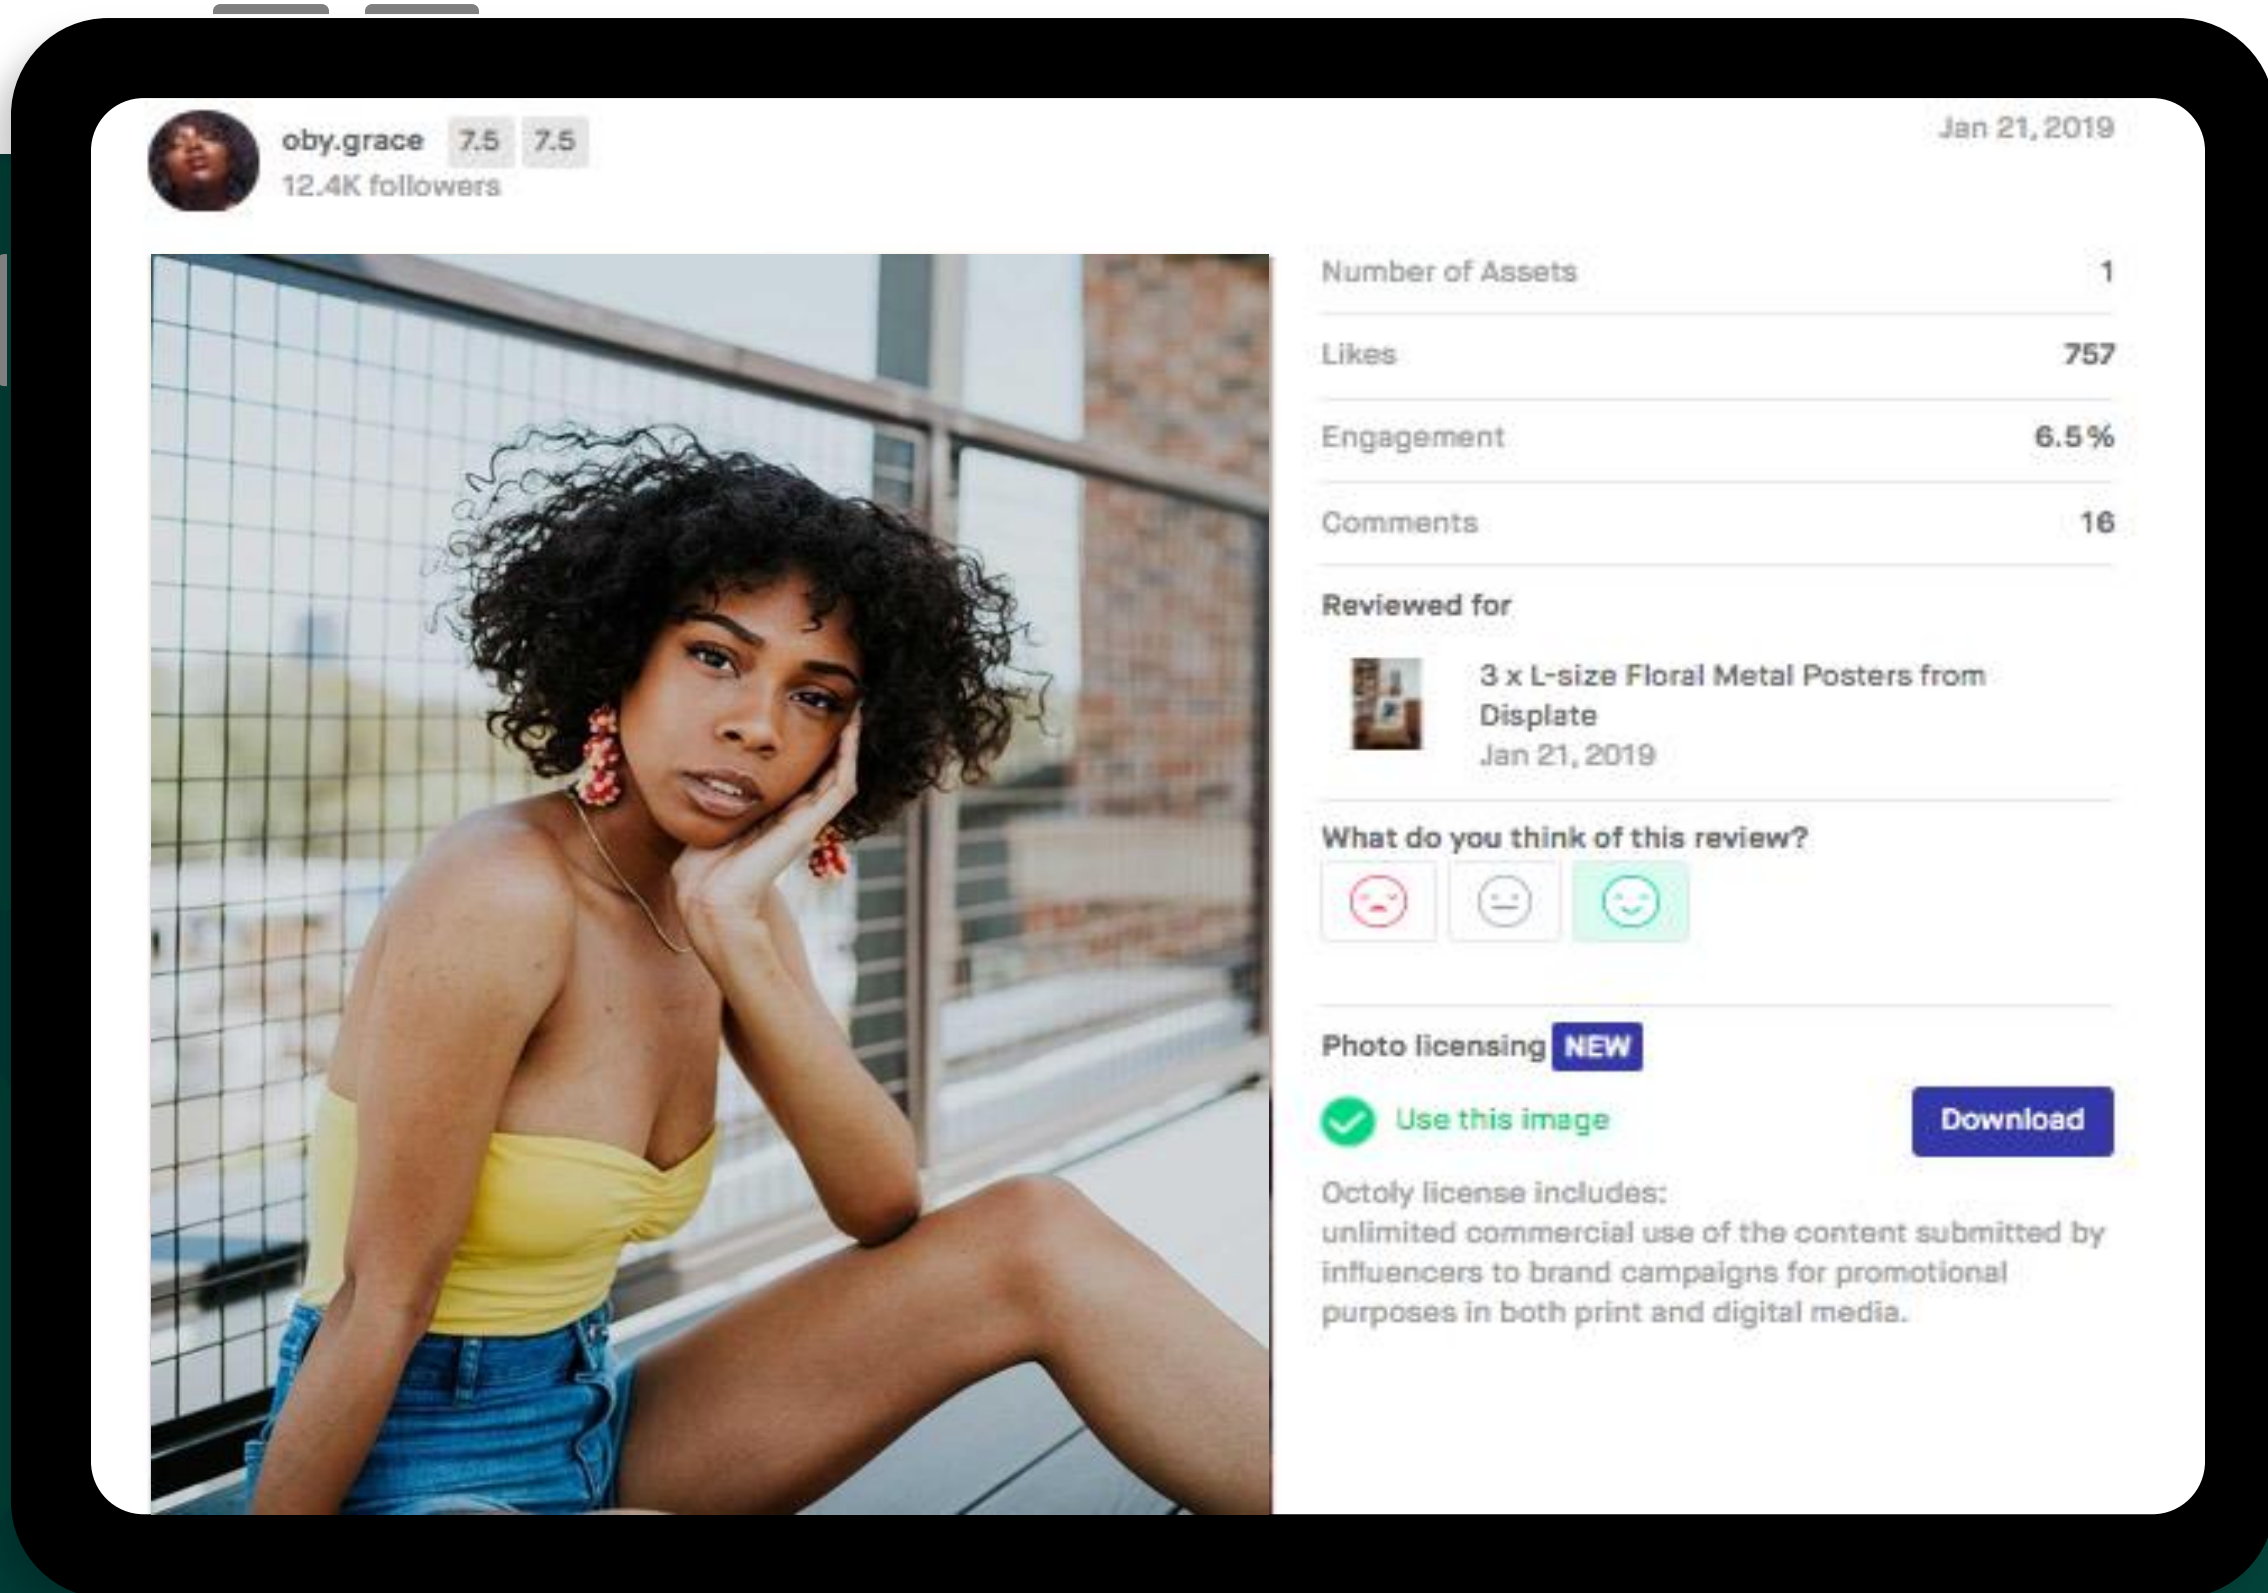 oby.grace 7.5 7.5
12.4K followers
Jan 21, 2019
Number of Assets 1
Likes 757
Engagement 6.5%
Comments 16
Reviewed for
3 x L-size Floral Metal Posters from
Displate
Jan 21, 2019
What do you think of this review?
Photo licensing NEW
Use this image Download
Octoly license includes:
unlimited commercial use of the content submitted by
influencers to brand campaigns for promotional
purposes in both print and digital media.